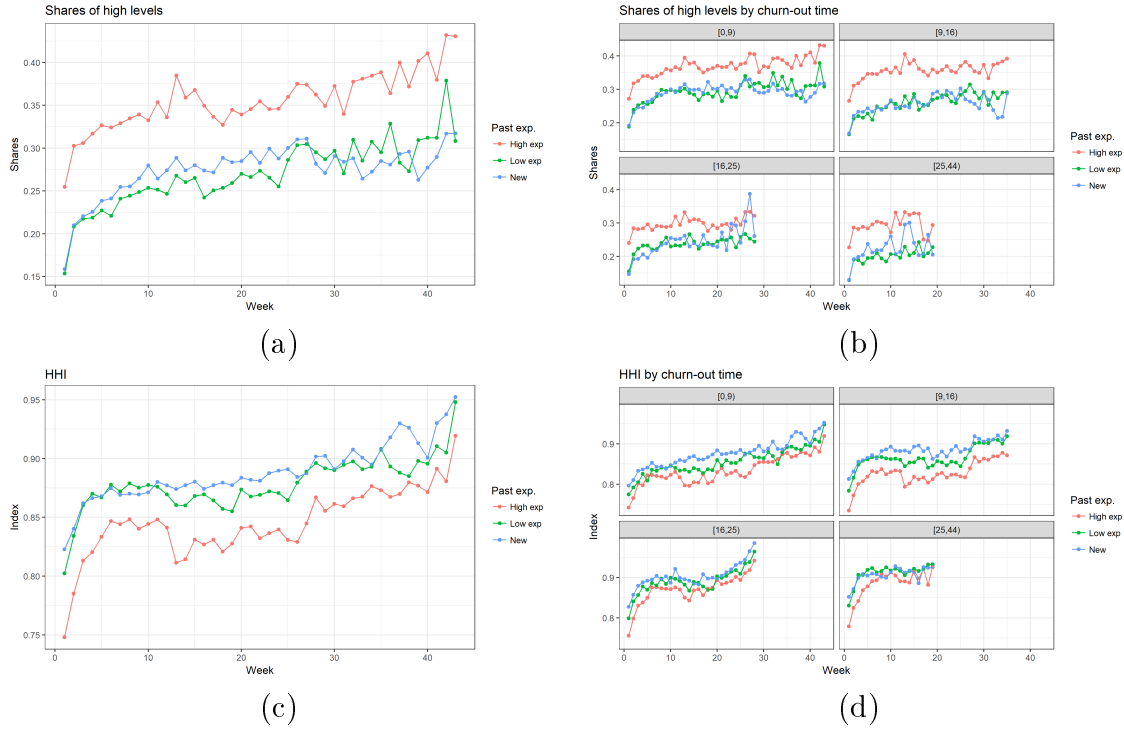 Shares of high levels
Shares
0.40
0.35
0.30
0.25
0.20
0.15
0 10 20 30 40
Week
Past exp.
High exp
Low exp
New
(a)
Shares of high levels by churn-out time
[0,9) [9,16)
0.4
0.3
0.2
Shares
[16,25) [25,44)
0.4
0.3
0.2
0 10 20 30 40 0 10 20 30 40
Week
Past exp.
High exp
Low exp
New
(b)
HHI
0.95
0.90
0.85
0.80
0.75
Index
0 10 20 30 40
Week
Past exp.
High exp
Low exp
New
(c)
HHI by churn-out time
[0,9) [9,16)
0.9
0.8
Index
[16,25) [25,44)
0.9
0.8
0 10 20 30 40 0 10 20 30 40
Week
Past exp.
High exp
Low exp
New
(d)